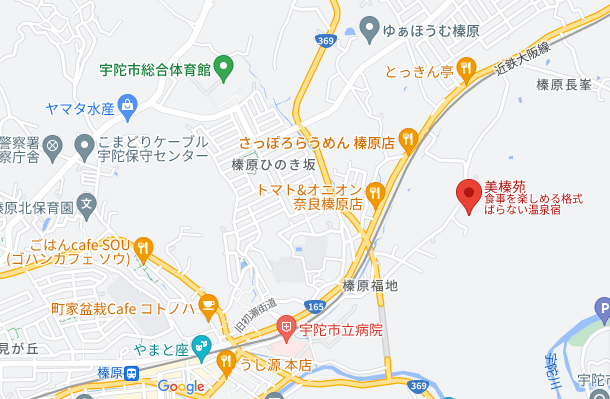 ゆぁほうむ榛原
369
近鉄大阪線
宇陀市総合体育館
とっきん亭
榛原長峯
ヤマタ水産
警察署
察庁舎
こまどりケーブル
宇陀保守センター
さっぽろらうめん 榛原店
榛原ひのき坂
トマト&オニオン
奈良榛原店
美榛苑
食事を楽しめる格式
ばらない温泉宿
榛原北保育園
ごはんcafe SOU
(ゴハンカフェ ソウ)
榛原福地
町家盆栽Cafe コトノハ
旧初瀬街道
165
宇陀市立病院
見が丘
やまと座
うし源 本店
榛原
Google
369
宇陀川
宇陀市
P